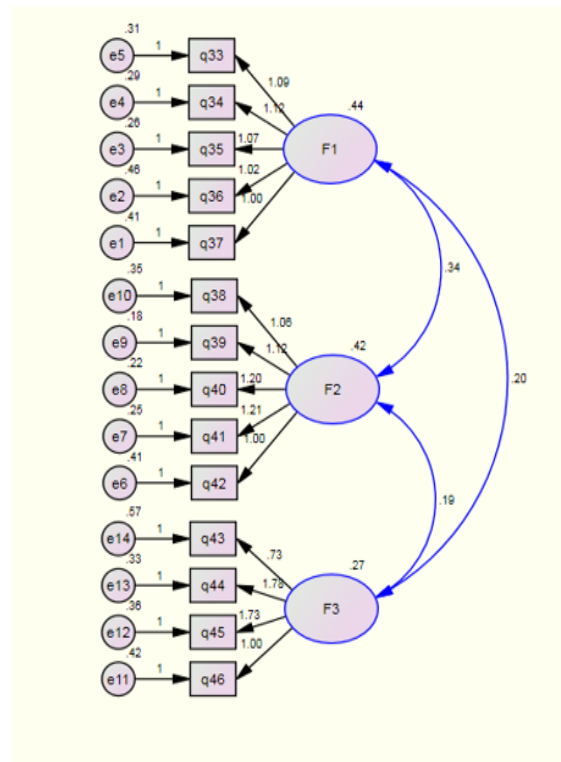 .31
e5 1 q33 1.09
.29
e4 1 q34 1.12 .44
.26
e3 1 q35 1.07 F1
.46
e2 1 q36 1.02
.41
e1 1 q37 1.00
.34
.35
e10 1 q38 1.06
.18
e9 1 q39 1.12 .42
.22
e8 1 q40 1.20 F2 .20
.25
e7 1 q41 1.21
.41
e6 1 q42 1.00
.19
.57
e14 1 q43 .73
.33
e13 1 q44 1.78 .27
.36
e12 1 q45 1.73 F3
.42
e11 1 q46 1.00